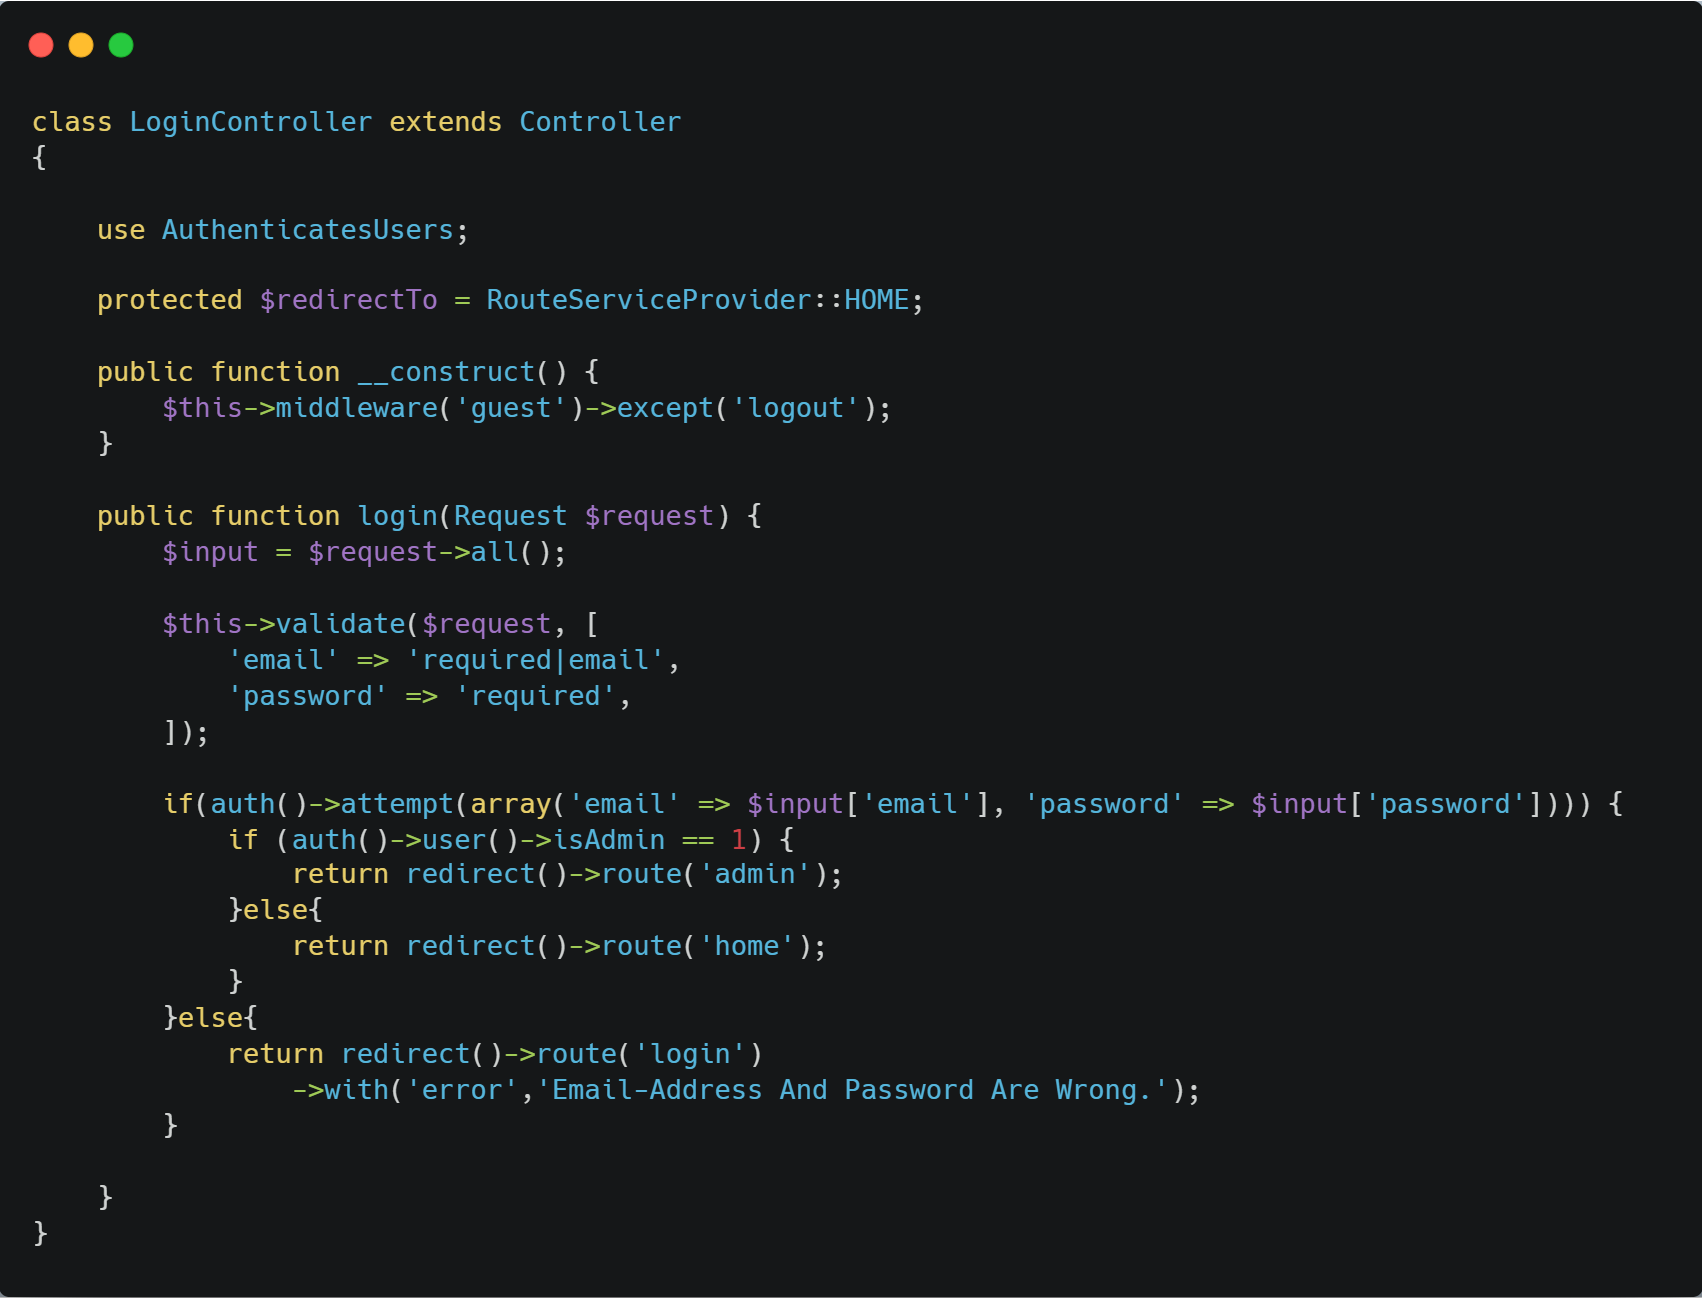 class LoginController extends Controller
{

    use AuthenticatesUsers;

    protected $redirectTo = RouteServiceProvider::HOME;

    public function __construct() {
        $this->middleware('guest')->except('logout');
    }

    public function login(Request $request) {
        $input = $request->all();

        $this->validate($request, [
            'email' => 'required|email',
            'password' => 'required',
        ]);

        if(auth()->attempt(array('email' => $input['email'], 'password' => $input['password']))) {
            if (auth()->user()->isAdmin == 1) {
                return redirect()->route('admin');
            }else{
                return redirect()->route('home');
            }
        }else{
            return redirect()->route('login')
                ->with('error','Email-Address And Password Are Wrong.');
        }

    }
}